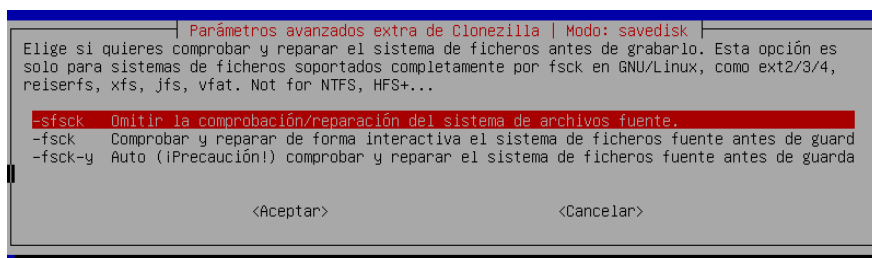 Parámetros avanzados extra de Clonezilla | Modo: savedisk
Elige si quieres comprobar y reparar el sistema de ficheros antes de grabarlo. Esta opción es
solo para sistemas de ficheros soportados completamente por fsck en GNU/Linux, como ext2/3/4,
reiserfs, xfs, jfs, vfat. Not for NTFS, HFS+...
-sfsck Omitir la comprobación/reparación del sistema de archivos fuente.
-fsck Comprobar y reparar de forma interactiva el sistema de ficheros fuente antes de guard
-fsck-y Auto (¡Precaución!) comprobar y reparar el sistema de ficheros fuente antes de guarda
<Aceptar> <Cancelar>